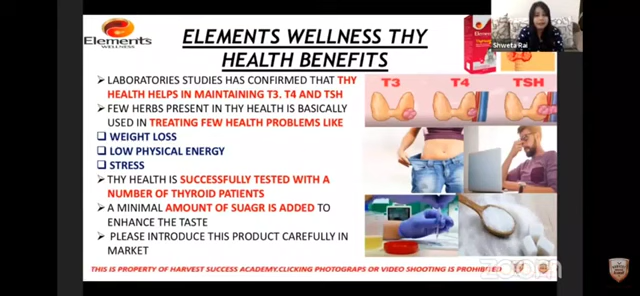 Elements
WELLNESS
ELEMENTS WELLNESS THY
HEALTH BENEFITS
Shweta Rai
LABORATORIES STUDIES HAS CONFIRMED THAT THY
HEALTH HELPS IN MAINTAINING T3. T4 AND TSH
FEW HERBS PRESENT IN THY HEALTH IS BASICALLY
USED IN TREATING FEW HEALTH PROBLEMS LIKE
WEIGHT LOSS
LOW PHYSICAL ENERGY
STRESS
THY HEALTH IS SUCCESSFULLY TESTED WITH A
NUMBER OF THYROID PATIENTS
A MINIMAL AMOUNT OF SUAGR IS ADDED TO
ENHANCE THE TASTE
PLEASE INTRODUCE THIS PRODUCT CAREFULLY IN
MARKET
T3 T4 TSH
zoom
THIS IS PROPERTY OF HARVEST SUCCESS ACADEMY.CLICKING PHOTOGRAPS OR VIDEO SHOOTING IS PROHIBITED